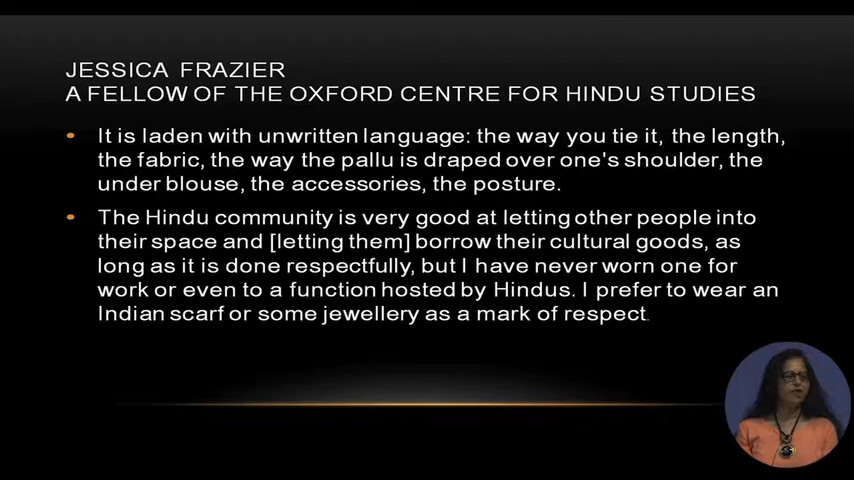 JESSICA FRAZIER
A FELLOW OF THE OXFORD CENTRE FOR HINDU STUDIES
• It is laden with unwritten language: the way you tie it, the length,
the fabric, the way the pallu is draped over one's shoulder, the
under blouse, the accessories, the posture.
• The Hindu community is very good at letting other people into
their space and [letting them] borrow their cultural goods, as
long as it is done respectfully, but I have never worn one for
work or even to a function hosted by Hindus. I prefer to wear an
Indian scarf or some jewellery as a mark of respect.